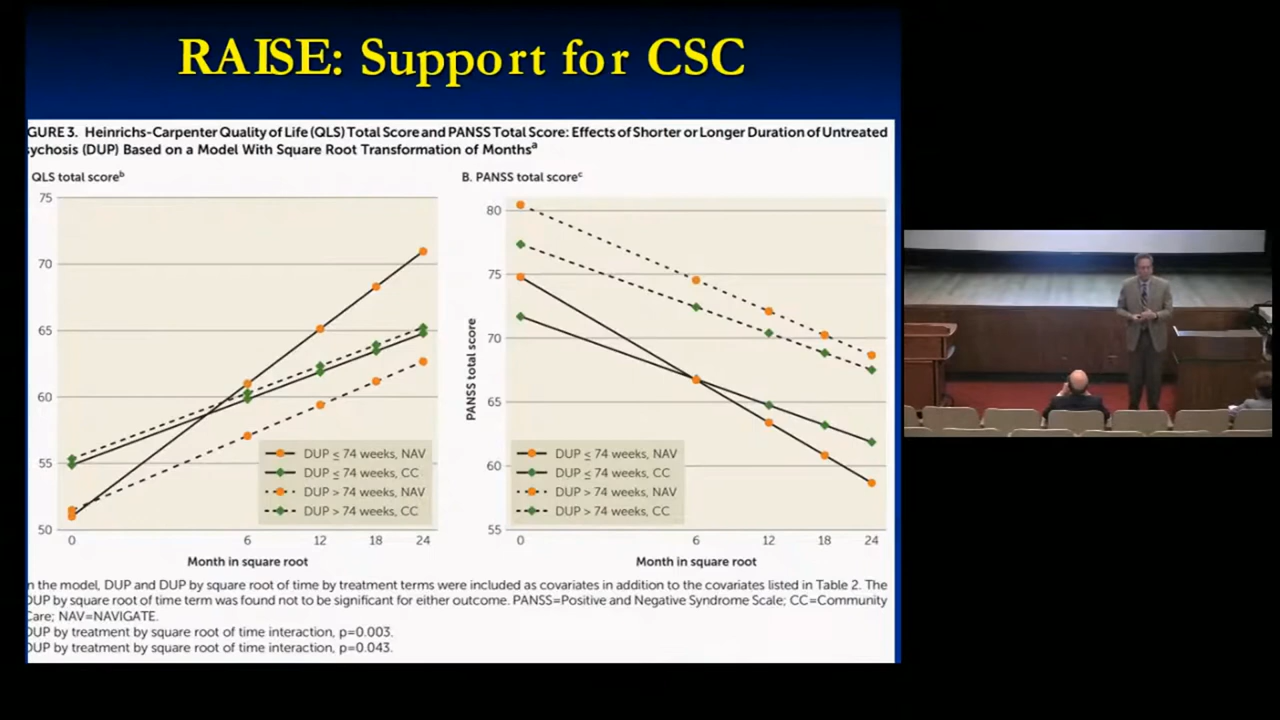 RAISE: Support for CSC
GURE 3. Heinrichs-Carpenter Quality of Life (QLS) Total Score and PANSS Total Score: Effects of Shorter or Longer Duration of Untreated
sychosis (DUP) Based on a Model With Square Root Transformation of Monthsa
QLS total scoreb
75
70
65
60
55
50
0 6 12 18 24
Month in square root
DUP ≤ 74 weeks, NAV
DUP ≤ 74 weeks, CC
DUP > 74 weeks, NAV
DUP > 74 weeks, CC
B. PANSS total scorec
PANSS total score
80
75
70
65
60
55
0 6 12 18 24
Month in square root
DUP ≤ 74 weeks, NAV
DUP ≤ 74 weeks, CC
DUP > 74 weeks, NAV
DUP > 74 weeks, CC
n the model, DUP and DUP by square root of time by treatment terms were included as covariates in addition to the covariates listed in Table 2. The
DUP by square root of time term was found not to be significant for either outcome. PANSS=Positive and Negative Syndrome Scale; CC=Community
Care; NAV=NAVIGATE.
DUP by treatment by square root of time interaction, p=0.003.
DUP by treatment by square root of time interaction, p=0.043.